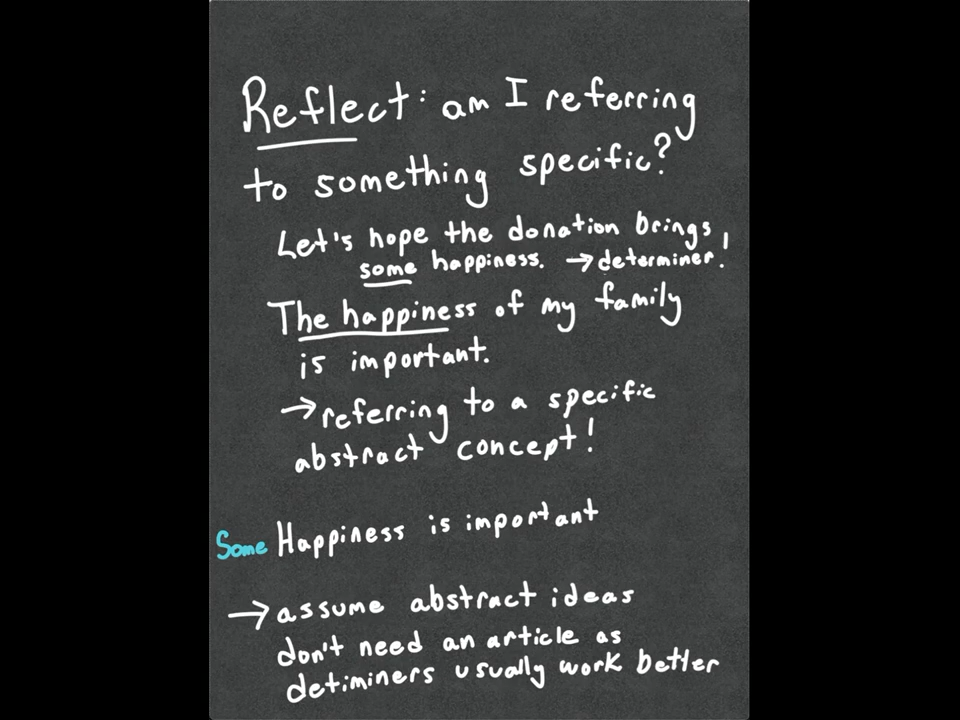 Reflect: am I referring
to something specific?
Let's hope the donation brings
some happiness. → determiner!
The happiness of my family
is important.
→ referring to a specific
abstract concept!
Some Happiness is important
→ assume abstract ideas
don't need an article as
detiminers usually work better